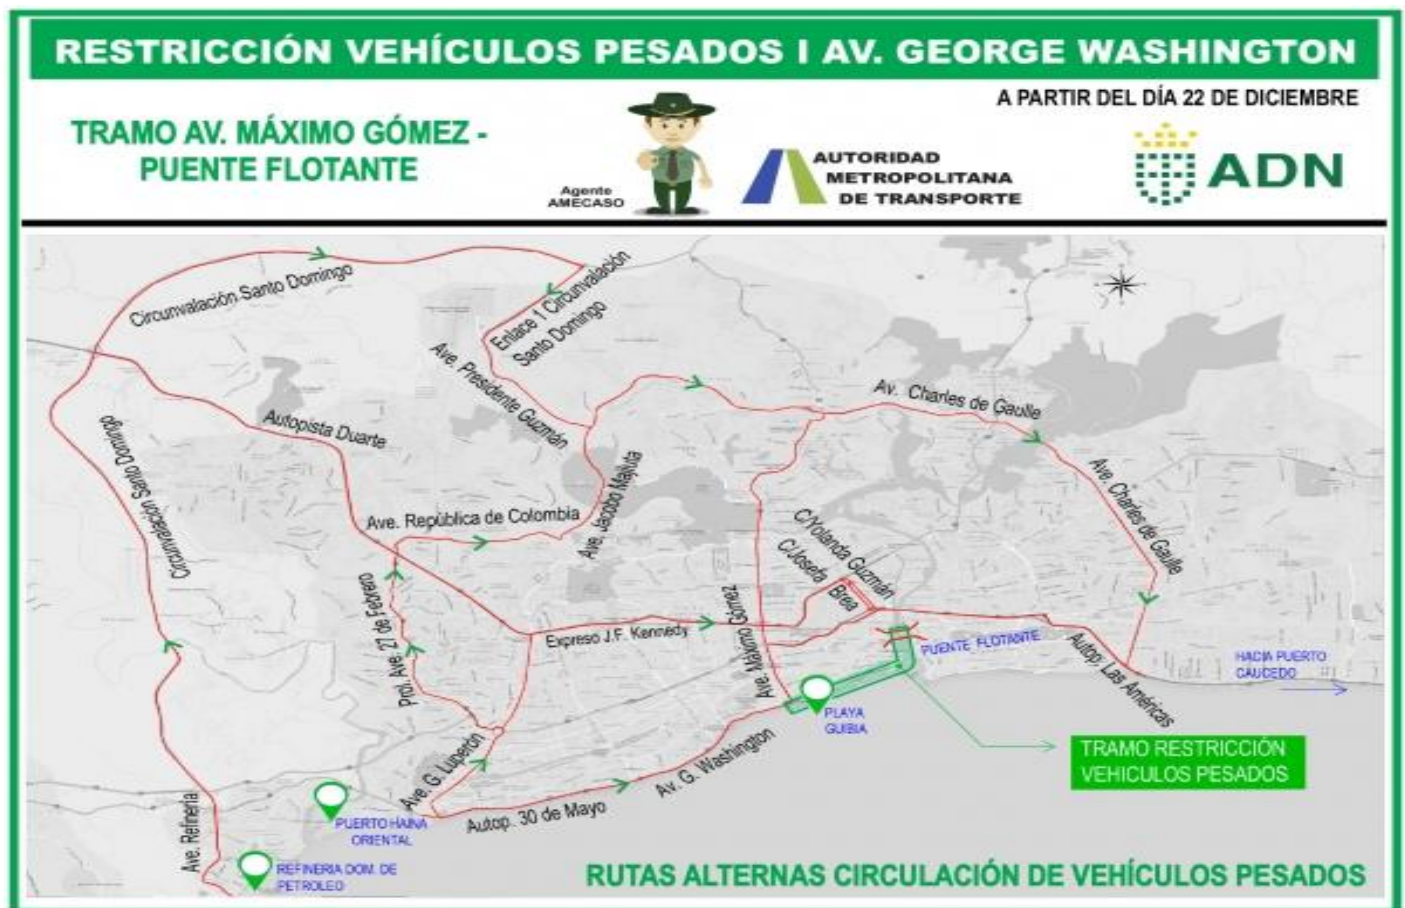 RESTRICCIÓN VEHÍCULOS PESADOS I AV. GEORGE WASHINGTON
A PARTIR DEL DÍA 22 DE DICIEMBRE
TRAMO AV. MÁXIMO GÓMEZ -
PUENTE FLOTANTE
Agente
AMECASO
AUTORIDAD
METROPOLITANA
DE TRANSPORTE
ADN
Circunvalación Santo Domingo
Enlace 1 Circunvalación
Santo Domingo
Ave. Presidente Guzmán
Av. Charles de Gaulle
Autopista Duarte
Circunvalación Santo Domingo
Ave. República de Colombia
Ave. Jacobo Majluta
Ave. Charles de Gaulle
C/Yolanda Guzmán
C/Josefa
Brea
Prol. Ave. 27 de Febrero
Expreso J.F. Kennedy
Ave. Máximo Gómez
PUENTE FLOTANTE
Autop. Las Américas
HACIA PUERTO
CAUCEDO
PLAYA
GUIBIA
Ave. G. Luperón
Av. G. Washington
TRAMO RESTRICCIÓN
VEHICULOS PESADOS
Autop. 30 de Mayo
Ave. Refinería
PUERTO HAINA
ORIENTAL
REFINERIA DOM. DE
PETROLEO
RUTAS ALTERNAS CIRCULACIÓN DE VEHÍCULOS PESADOS